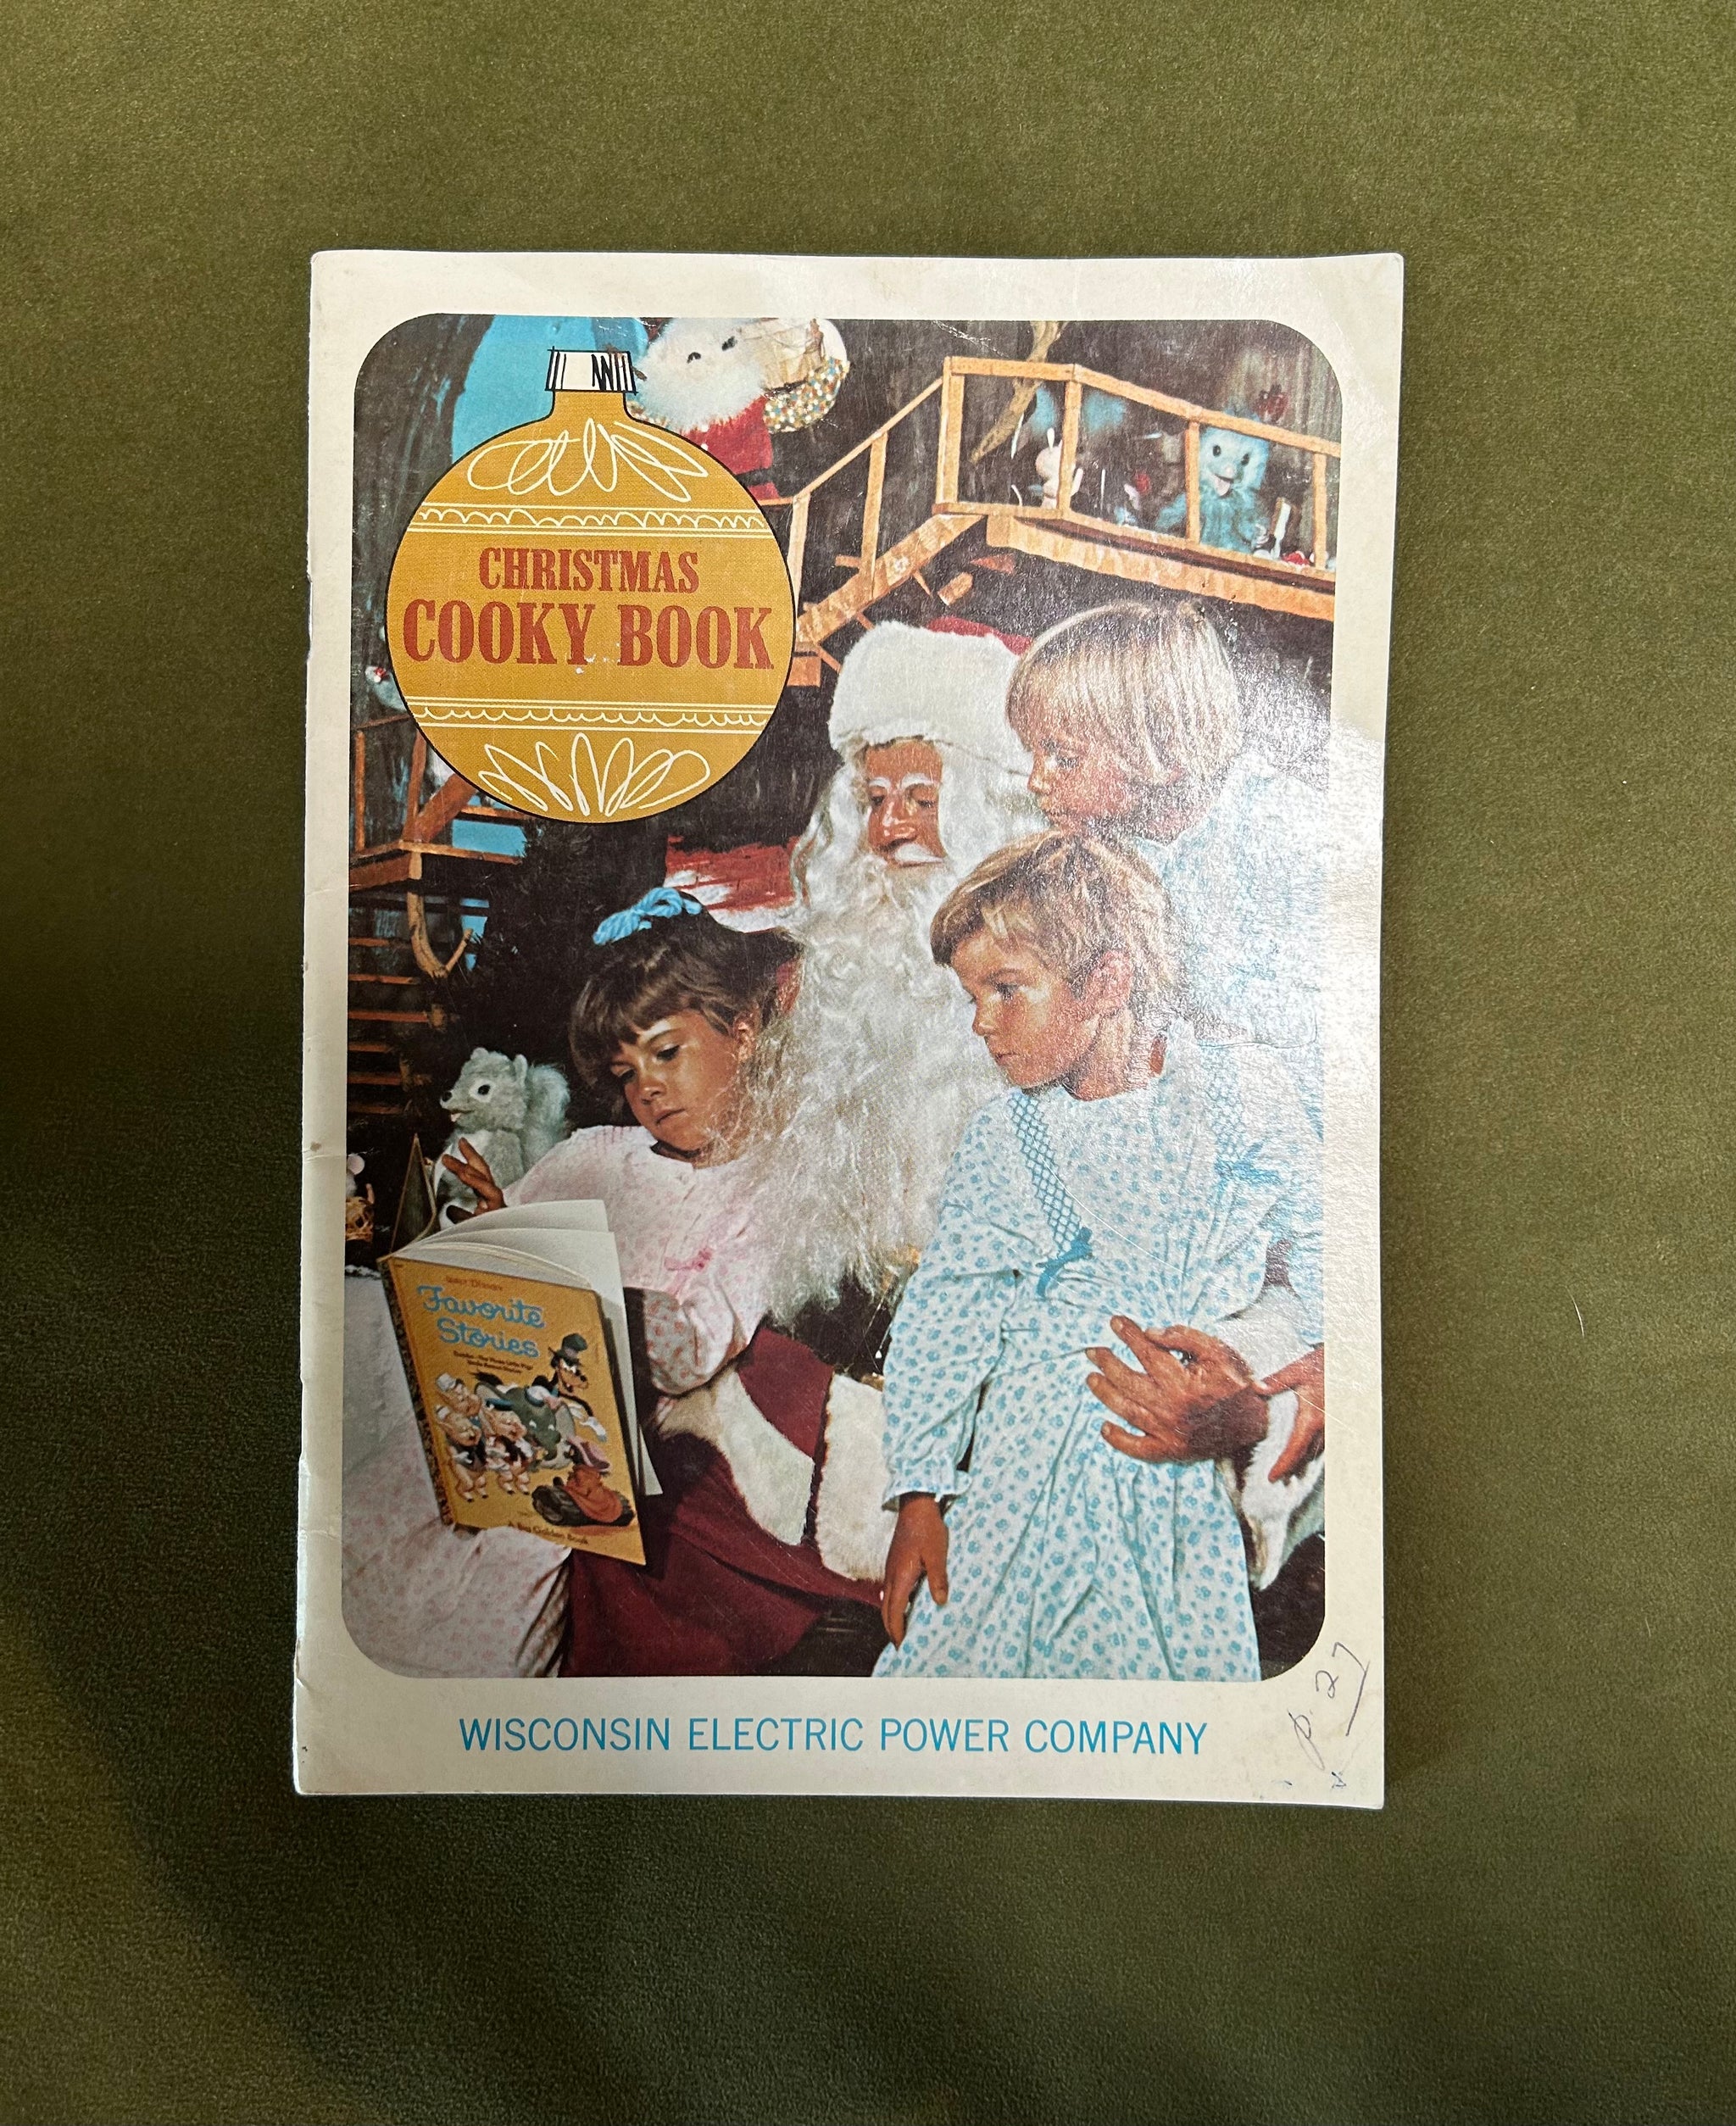 CHRISTMAS
COOKY BOOK
WALT DISNEY'S
Favorite
Stories
A Big Golden Book
WISCONSIN ELECTRIC POWER COMPANY
p. 27